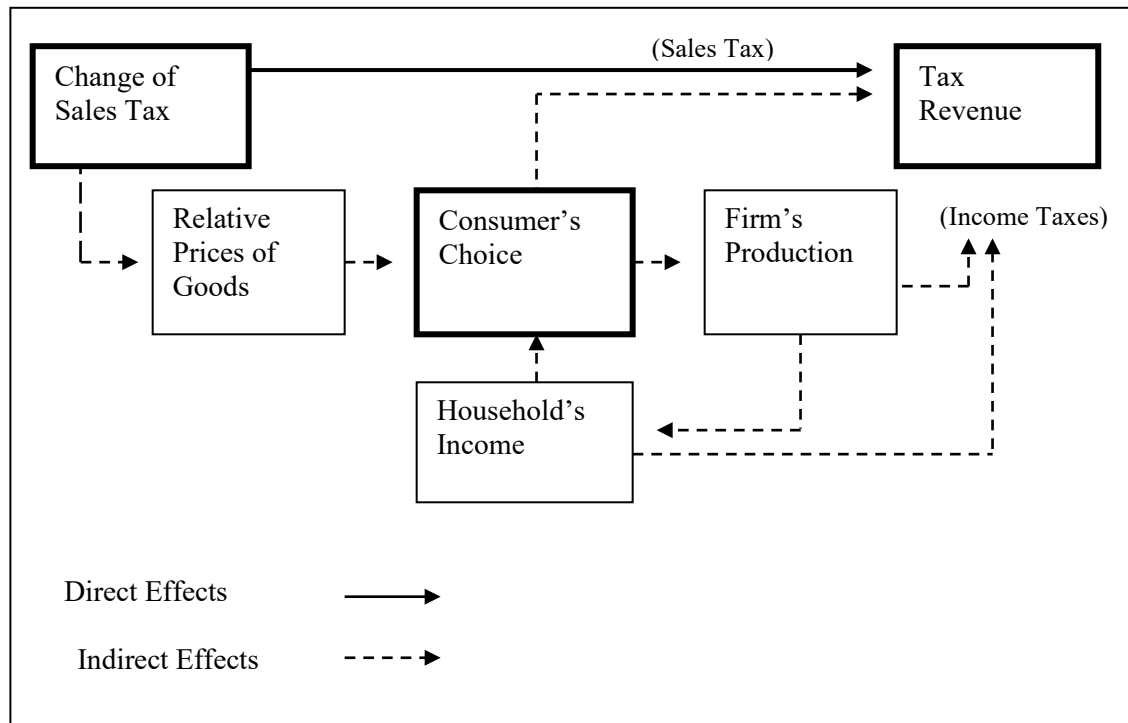 (Sales Tax)
Change of
Sales Tax
Tax
Revenue
Relative
Prices of
Goods
Consumer’s
Choice
Firm’s
Production
(Income Taxes)
Household’s
Income
Direct Effects
Indirect Effects